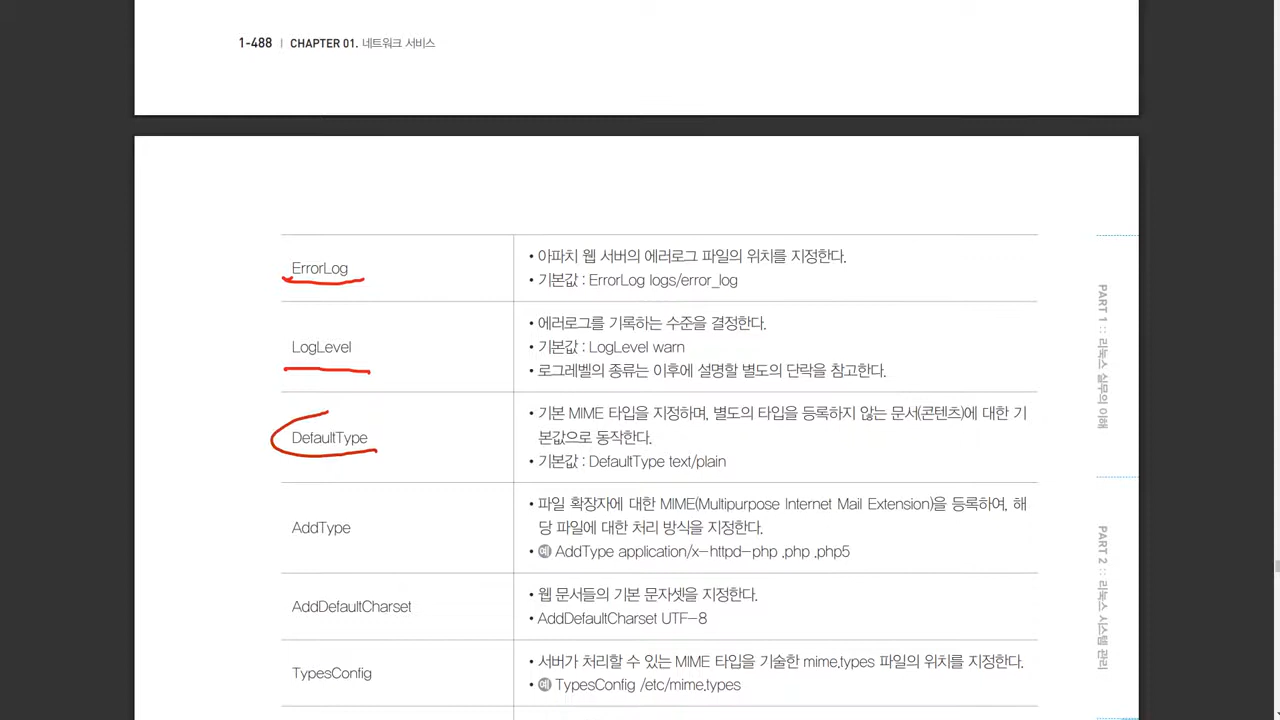 1-488 | CHAPTER 01. 네트워크 서비스
ErrorLog
• 아파치 웹 서버의 에러로그 파일의 위치를 지정한다.
• 기본값 : ErrorLog logs/error_log
LogLevel
• 에러로그를 기록하는 수준을 결정한다.
• 기본값 : LogLevel warn
• 로그레벨의 종류는 이후에 설명할 별도의 단락을 참고한다.
DefaultType
• 기본 MIME 타입을 지정하며, 별도의 타입을 등록하지 않는 문서(콘텐츠)에 대한 기
본값으로 동작한다.
• 기본값 : DefaultType text/plain
AddType
• 파일 확장자에 대한 MIME(Multipurpose Internet Mail Extension)을 등록하여, 해
당 파일에 대한 처리 방식을 지정한다.
• 예 AddType application/x-httpd-php .php .php5
AddDefaultCharset
• 웹 문서들의 기본 문자셋을 지정한다.
• AddDefaultCharset UTF-8
TypesConfig
• 서버가 처리할 수 있는 MIME 타입을 기술한 mime.types 파일의 위치를 지정한다.
• 예 TypesConfig /etc/mime.types
PART 1 :: 리눅스 실무의 이해
PART 2 :: 리눅스 시스템 관리